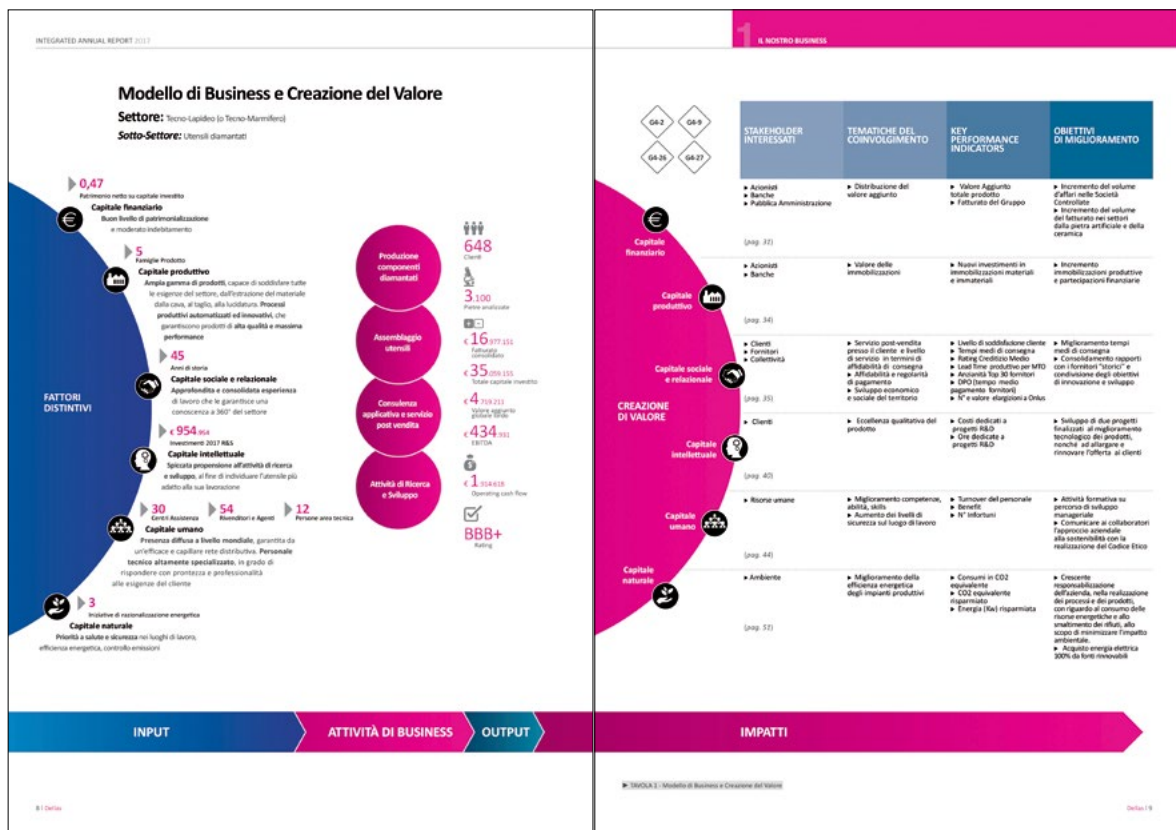 INTEGRATED ANNUAL REPORT 2017
Modello di Business e Creazione del Valore
Settore: Tecno-Lapideo (o Tecno-Marmifero)
Sotto-Settore: Utensili diamantati
FATTORI
DISTINTIVI
0,47
Patrimonio netto su capitale investito
Capitale finanziario
Buon livello di patrimonializzazione
e moderato indebitamento
5
Famiglie Prodotto
Capitale produttivo
Ampia gamma di prodotti, capace di soddisfare tutte
le esigenze del settore, dall'estrazione del materiale
dalla cava, al taglio, alla lucidatura. Processi
produttivi automatizzati ed innovativi, che
garantiscono prodotti di alta qualità e massima
performance
45
Anni di storia
Capitale sociale e relazionale
Approfondita e consolidata esperienza
di lavoro che le garantisce una
conoscenza a 360° del settore
€ 954.954
Investimenti 2017 R&S
Capitale intellettuale
Spiccata propensione all'attività di ricerca
e sviluppo, al fine di individuare l'utensile più
adatto alla sua lavorazione
30
Centri Assistenza
54
Rivenditori e Agenti
12
Persone area tecnica
Capitale umano
Presenza diffusa a livello mondiale, garantita da
un'efficace e capillare rete distributiva. Personale
tecnico altamente specializzato, in grado di
rispondere con prontezza e professionalità
alle esigenze del cliente
3
Iniziative di razionalizzazione energetica
Capitale naturale
Priorità a salute e sicurezza nei luoghi di lavoro,
efficienza energetica, controllo emissioni
Produzione
componenti
diamantati
Assemblaggio
utensili
Consulenza
applicativa e servizio
post vendita
Attività di Ricerca
e Sviluppo
648
Clienti
3.100
Pietre analizzate
€ 16.977.151
Fatturato
consolidato
€ 35.059.155
Totale capitale investito
€ 4.719.211
Valore aggiunto
globale lordo
€ 434.931
EBITDA
€ 1.914.618
Operating cash flow
BBB+
Rating
INPUT
ATTIVITÀ DI BUSINESS
OUTPUT
8 | Dellas
1 IL NOSTRO BUSINESS
G4-2
G4-9
G4-26
G4-27
STAKEHOLDER
INTERESSATI
TEMATICHE DEL
COINVOLGIMENTO
KEY
PERFORMANCE
INDICATORS
OBIETTIVI
DI MIGLIORAMENTO
CREAZIONE
DI VALORE
Capitale
finanziario
► Azionisti
► Banche
► Pubblica Amministrazione
(pag. 31)
► Distribuzione del
valore aggiunto
► Valore Aggiunto
totale prodotto
► Fatturato del Gruppo
► Incremento del volume
d'affari nelle Società
Controllate
► Incremento del volume
del fatturato nei settori
dalla pietra artificiale e della
ceramica
Capitale
produttivo
► Azionisti
► Banche
(pag. 34)
► Valore delle
immobilizzazioni
► Nuovi investimenti in
immobilizzazioni materiali
e immateriali
► Incremento
immobilizzazioni produttive
e partecipazioni finanziarie
Capitale sociale
e relazionale
► Clienti
► Fornitori
► Collettività
(pag. 35)
► Servizio post-vendita
presso il cliente e livello
di servizio in termini di
affidabilità di consegna
► Affidabilità e regolarità
di pagamento
► Sviluppo economico
e sociale del territorio
► Livello di soddisfazione cliente
► Tempi medi di consegna
► Rating Creditizio Medio
► Lead Time produttivo per MTO
► Anzianità Top 30 fornitori
► DPO (tempo medio
pagamento fornitori)
► N° e valore elargizioni a Onlus
► Miglioramento tempi
medi di consegna
► Consolidamento rapporti
con i fornitori "storici" e
condivisione degli obiettivi
di innovazione e sviluppo
Capitale
intellettuale
► Clienti
(pag. 40)
► Eccellenza qualitativa del
prodotto
► Costi dedicati a
progetti R&D
► Ore dedicate a
progetti R&D
► Sviluppo di due progetti
finalizzati al miglioramento
tecnologico dei prodotti,
nonché ad allargare e
rinnovare l'offerta ai clienti
Capitale
umano
► Risorse umane
(pag. 44)
► Miglioramento competenze,
abilità, skills
► Aumento dei livelli di
sicurezza sul luogo di lavoro
► Turnover del personale
► Benefit
► N° Infortuni
► Attività formativa su
percorso di sviluppo
manageriale
► Comunicare ai collaboratori
l'approccio aziendale
alla sostenibilità con la
realizzazione del Codice Etico
Capitale
naturale
► Ambiente
(pag. 51)
► Miglioramento della
efficienza energetica
degli impianti produttivi
► Consumi in CO2
equivalente
► CO2 equivalente
risparmiato
► Energia (Kw) risparmiata
► Crescente
responsabilizzazione
dell'azienda, nella realizzazione
dei processi e dei prodotti,
con riguardo al consumo delle
risorse energetiche e allo
smaltimento dei rifiuti, allo
scopo di minimizzare l'impatto
ambientale.
► Acquisto energia elettrica
100% da fonti rinnovabili
IMPATTI
► TAVOLA 1 - Modello di Business e Creazione del Valore
Dellas | 9